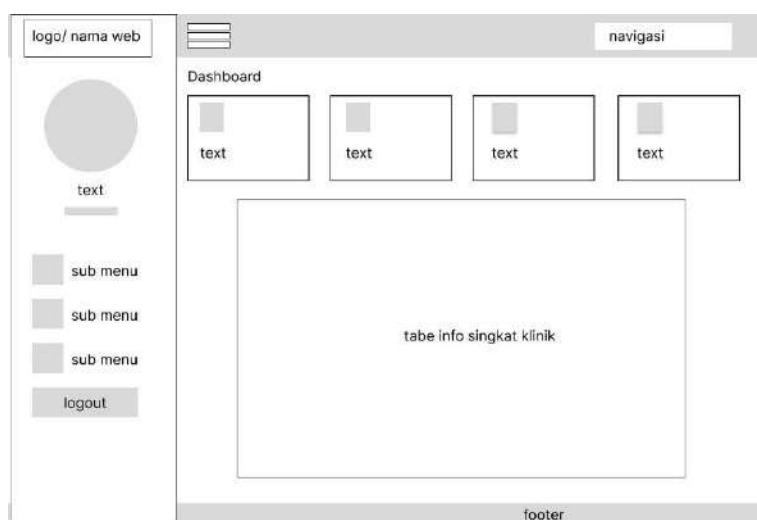 logo/ nama web
navigasi
Dashboard
text
text
text
text
text
sub menu
sub menu
sub menu
logout
tabe info singkat klinik
footer